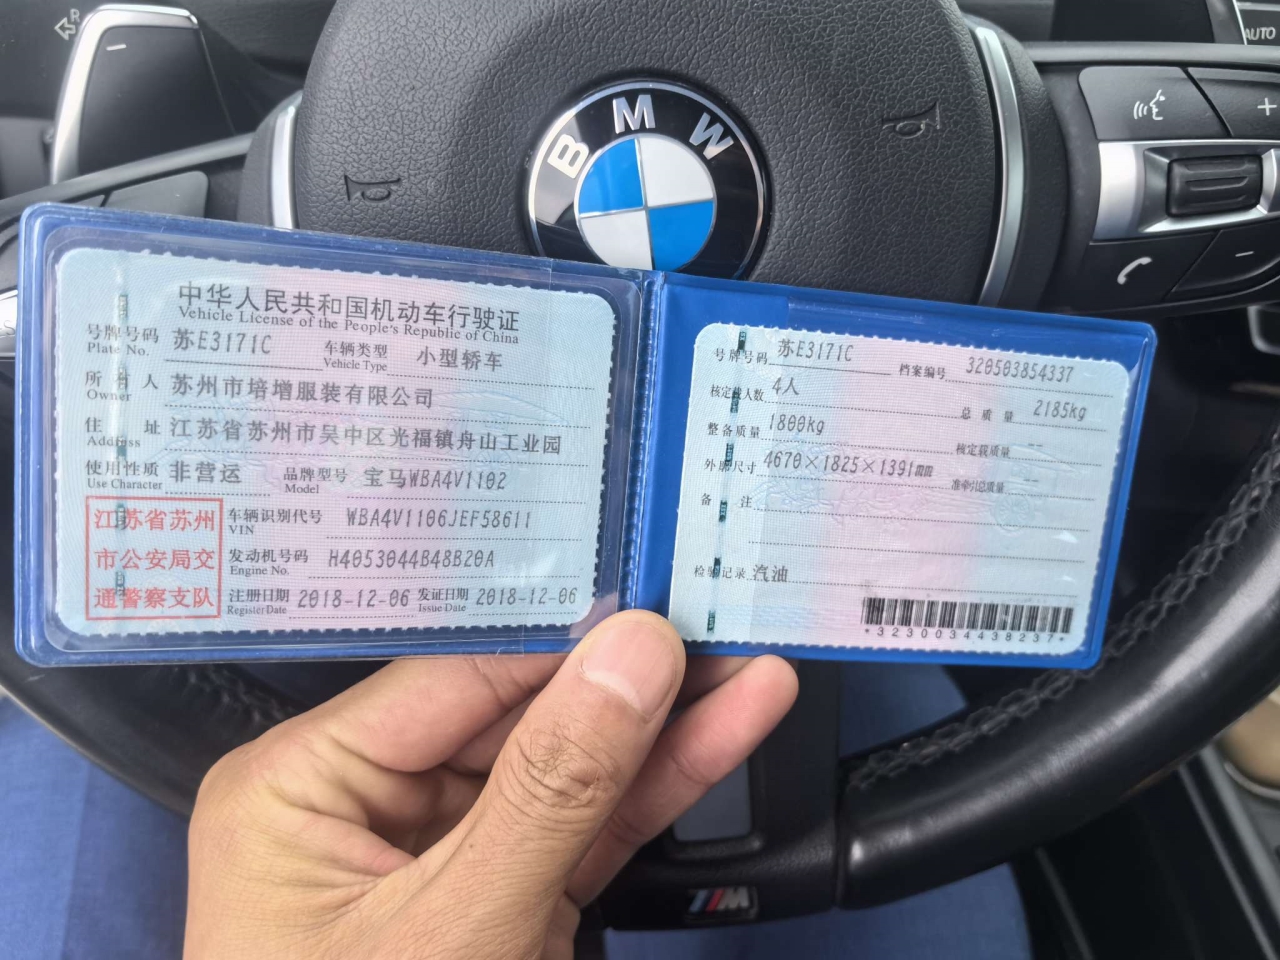 R
AUTO
BMW
+
−
中华人民共和国机动车行驶证
Vehicle License of the People's Republic of China
号牌号码 苏E3171C 车辆类型 小型轿车
Plate No. Vehicle Type
所有人 苏州市培增服装有限公司
Owner
住址 江苏省苏州市吴中区光福镇舟山工业园
Address
使用性质 非营运 品牌型号 宝马WBA4V1102
Use Character Model
江苏省苏州
市公安局交
通警察支队
车辆识别代号 WBA4V1106JEF58611
VIN
发动机号码 H4053044B48B20A
Engine No.
注册日期 2018-12-06 发证日期 2018-12-06
Register Date Issue Date
号牌号码 苏E3171C 档案编号 320503854337
核定载人数 4人 总质量 2185kg
整备质量 1800kg 核定载质量 --
外廓尺寸 4670×1825×1391mm 准牵引总质量 --
备注
检验记录 汽油
*3230034438237*
M